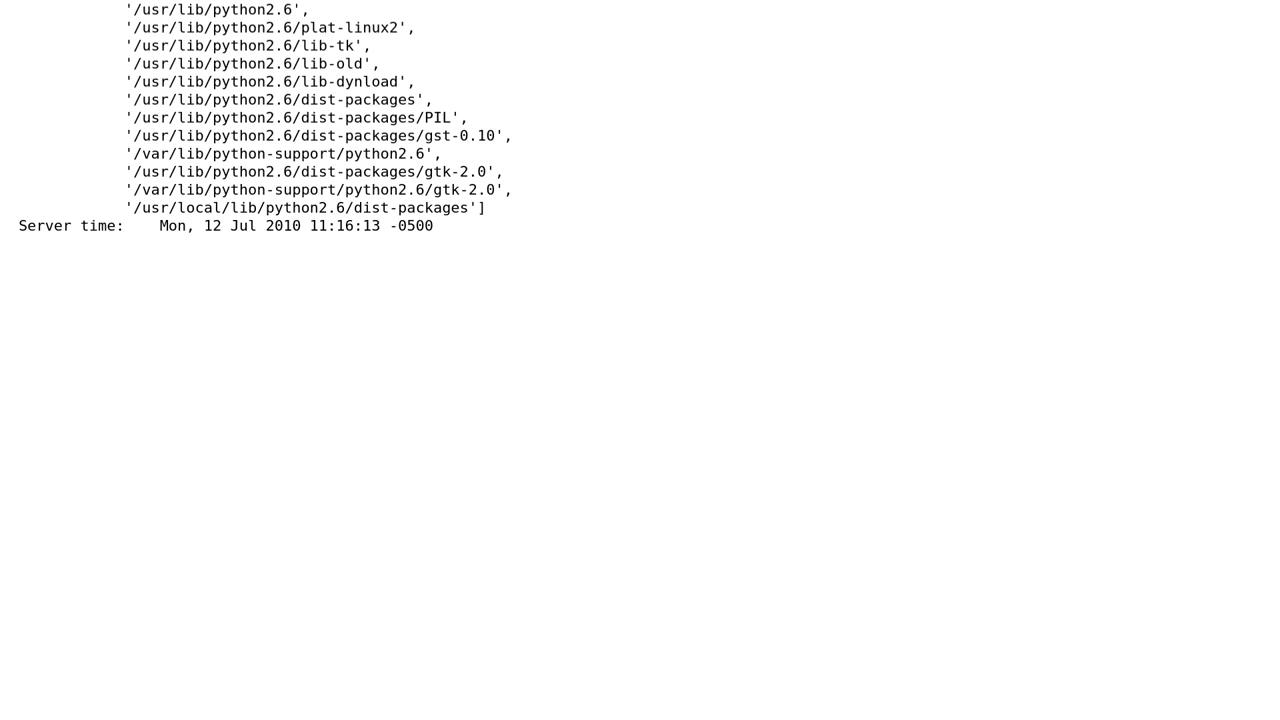 '/usr/lib/python2.6',
'/usr/lib/python2.6/plat-linux2',
'/usr/lib/python2.6/lib-tk',
'/usr/lib/python2.6/lib-old',
'/usr/lib/python2.6/lib-dynload',
'/usr/lib/python2.6/dist-packages',
'/usr/lib/python2.6/dist-packages/PIL',
'/usr/lib/python2.6/dist-packages/gst-0.10',
'/var/lib/python-support/python2.6',
'/usr/lib/python2.6/dist-packages/gtk-2.0',
'/var/lib/python-support/python2.6/gtk-2.0',
'/usr/local/lib/python2.6/dist-packages']
Server time:    Mon, 12 Jul 2010 11:16:13 -0500